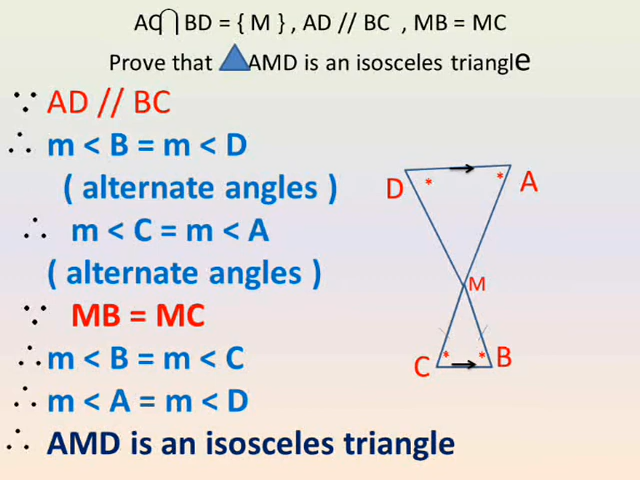 AC∩ BD = { M } , AD // BC , MB = MC
Prove that AMD is an isosceles triangle
∵ AD // BC
∴ m < B = m < D
( alternate angles )
∴ m < C = m < A
( alternate angles )
∵ MB = MC
∴ m < B = m < C
∴ m < A = m < D
∴ AMD is an isosceles triangle
D * * A
M
C * * B